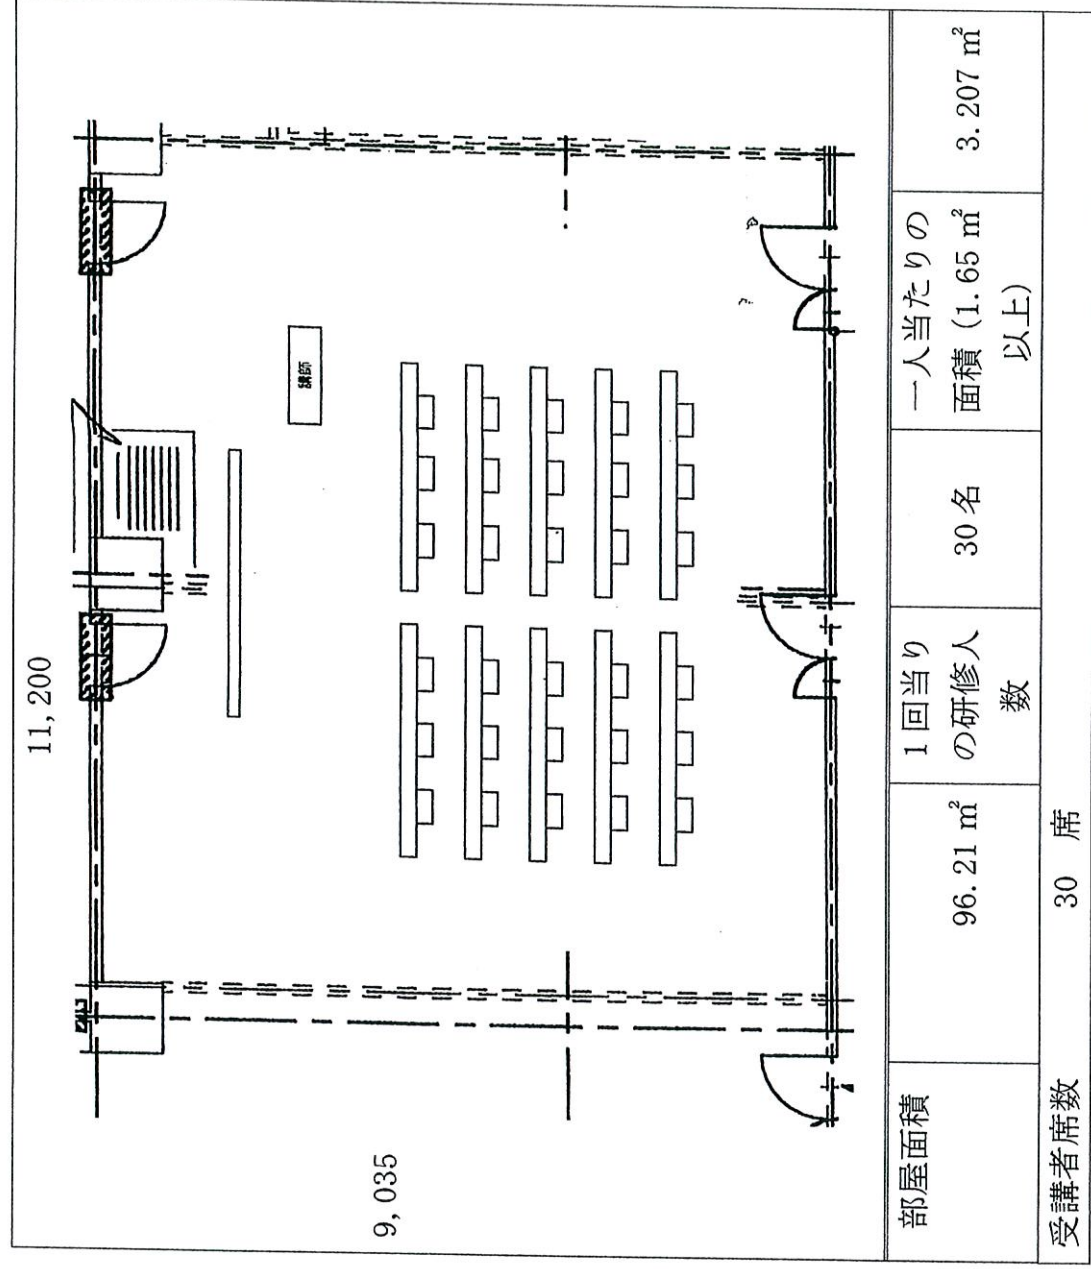 11,200
9,035
講師
部屋面積
96.21 ㎡
1回当り
の研修人
数
30名
一人当たりの
面積 (1.65 ㎡
以上)
3.207 ㎡
受講者席数 30 席